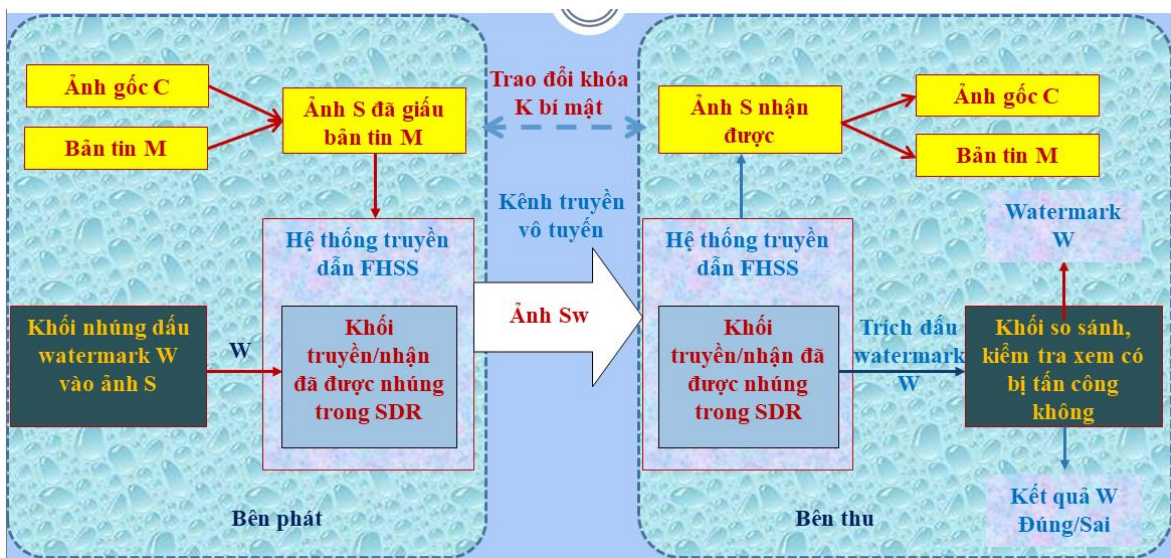 Ảnh gốc C
Bản tin M
Ảnh S đã giấu
bản tin M
Hệ thống truyền
dẫn FHSS
Khối nhúng dấu
watermark W
vào ảnh S
W
Khối
truyền/nhận
đã được nhúng
trong SDR
Bên phát
Trao đổi khóa
K bí mật
Kênh truyền
vô tuyến
Ảnh Sw
Ảnh S nhận
được
Ảnh gốc C
Bản tin M
Hệ thống truyền
dẫn FHSS
Khối
truyền/nhận đã
được nhúng
trong SDR
Trích dấu
watermark
W
Watermark
W
Khối so sánh,
kiểm tra xem có
bị tấn công
không
Kết quả W
Đúng/Sai
Bên thu